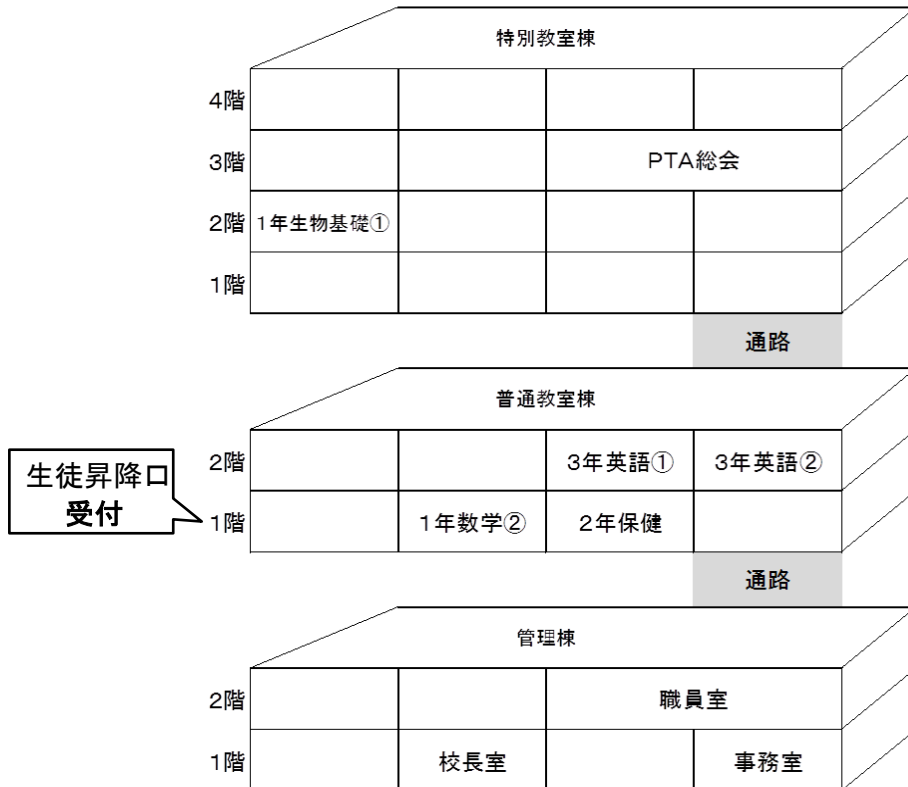 特別教室棟
4階
3階 PTA総会
2階 1年生物基礎①
1階
通路
普通教室棟
2階 3年英語① 3年英語②
生徒昇降口
受付
1階 1年数学② 2年保健
通路
管理棟
2階 職員室
1階 校長室 事務室